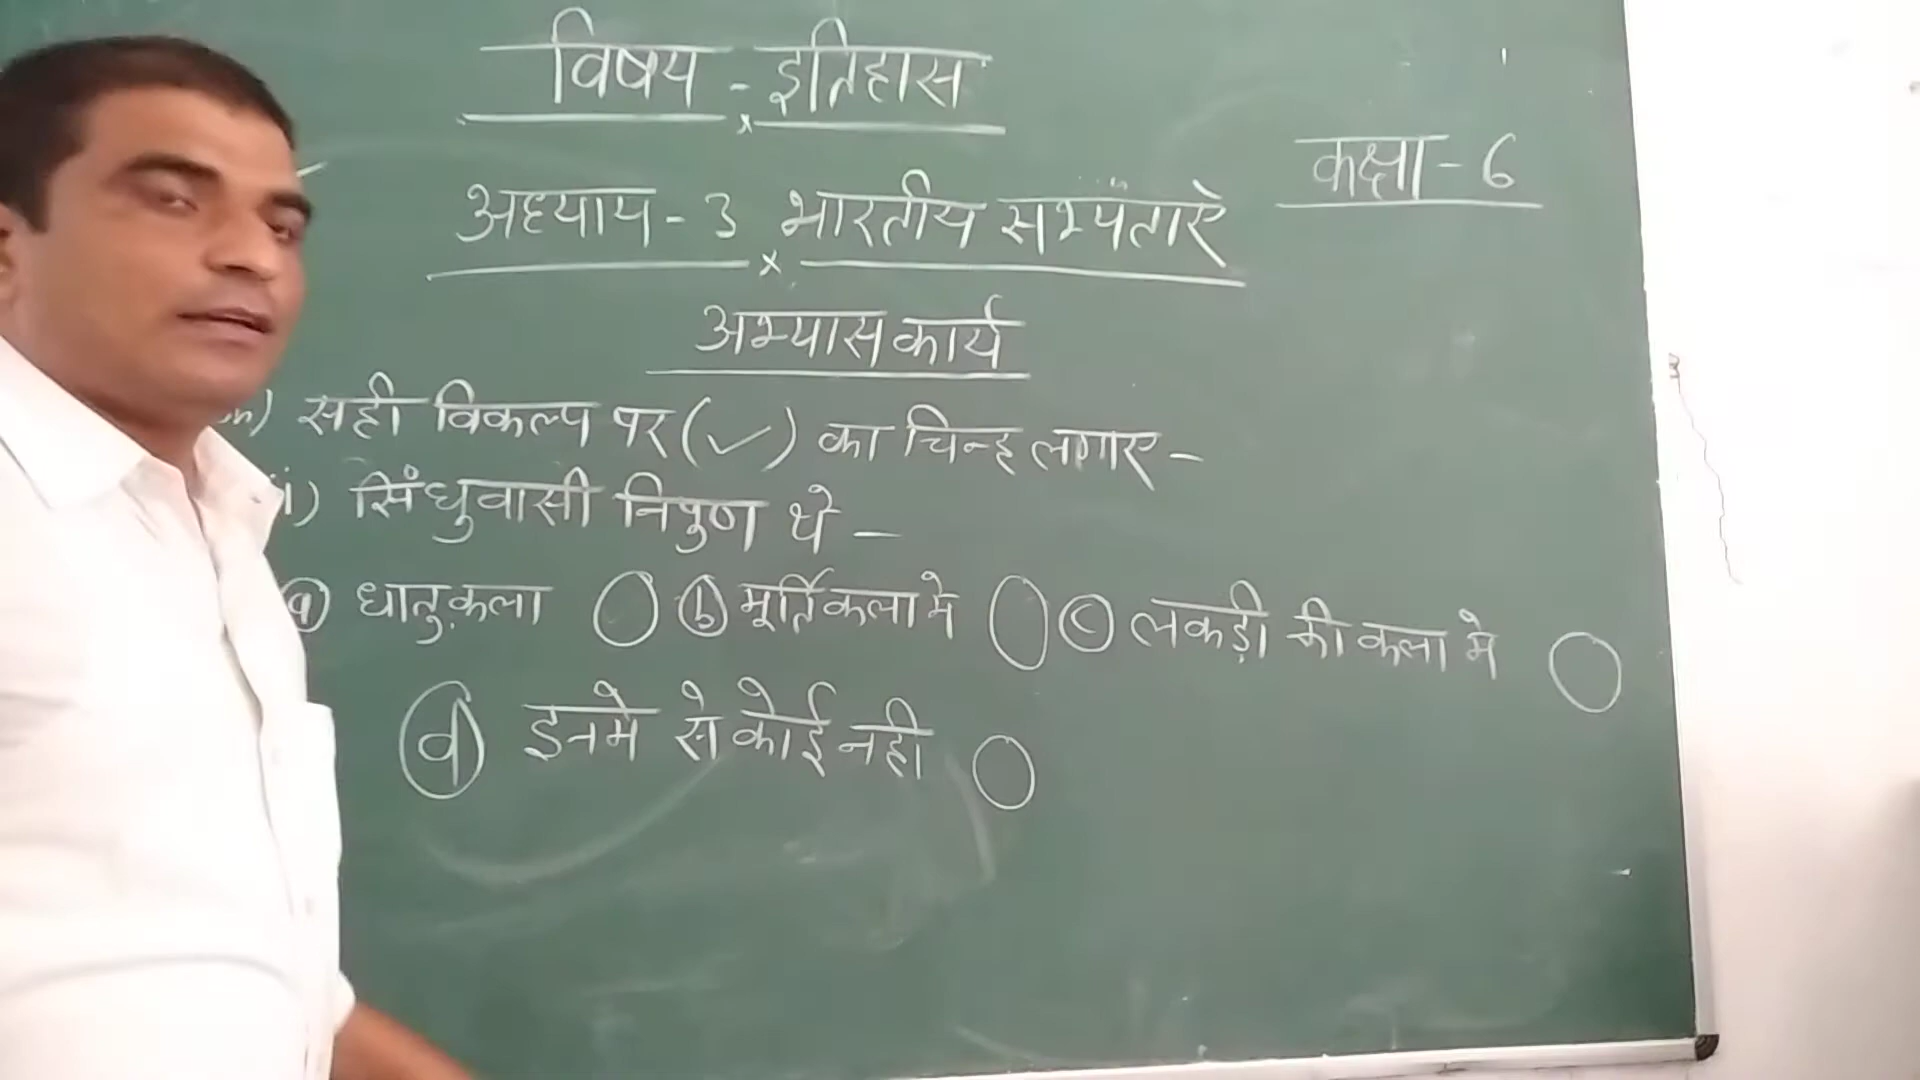 विषय - इतिहास
कक्षा - 6
अध्याय - 3 भारतीय सभ्यताए
अभ्यास कार्य
सही विकल्प पर (✓) का चिन्ह लगाए -
i) सिंधुवासी निपुण थे -
(a) धातु कला (b) मूर्ति कला मे (c) लकड़ी की कला मे
(d) इनमे से कोई नही